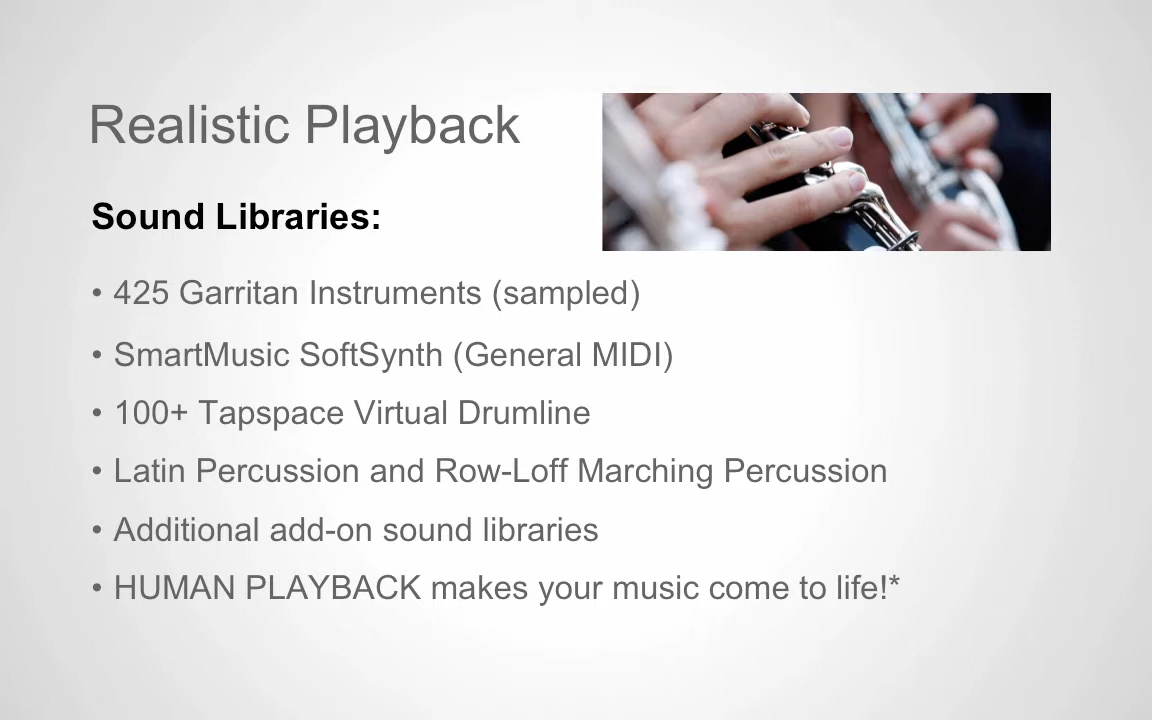 Realistic Playback
Sound Libraries:
• 425 Garritan Instruments (sampled)
• SmartMusic SoftSynth (General MIDI)
• 100+ Tapspace Virtual Drumline
• Latin Percussion and Row-Loff Marching Percussion
• Additional add-on sound libraries
• HUMAN PLAYBACK makes your music come to life!*